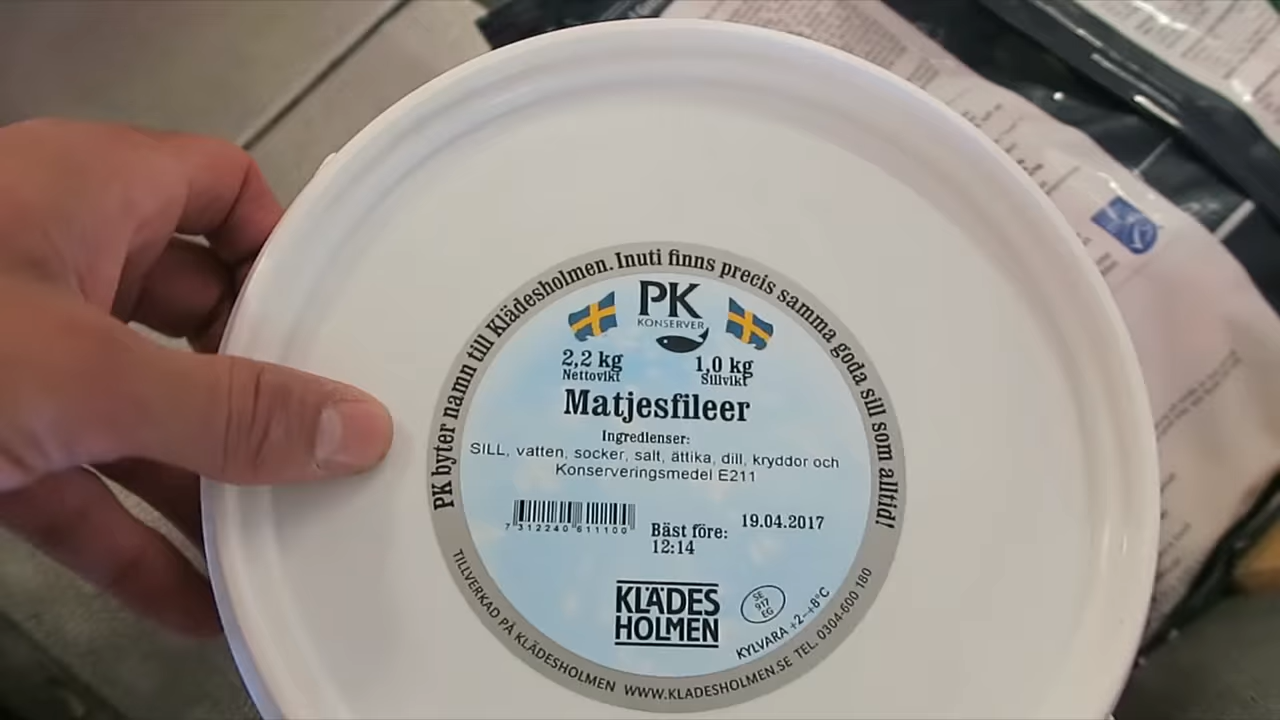 PK byter namn till Klädesholmen. Inuti finns precis samma goda sill som alltid!
PK
KONSERVER
2,2 kg
Nettovikt
1,0 kg
Sillvikt
Matjesfileer
Ingredienser:
SILL, vatten, socker, salt, ättika, dill, kryddor och
Konserveringsmedel E211
7 312240 611100
Bäst före:
19.04.2017
12:14
KLÄDES
HOLMEN
SE
917
EG
KYLVARA +2-+8°C
TILLVERKAD PÅ KLÄDESHOLMEN WWW.KLADESHOLMEN.SE TEL. 0304-600 180